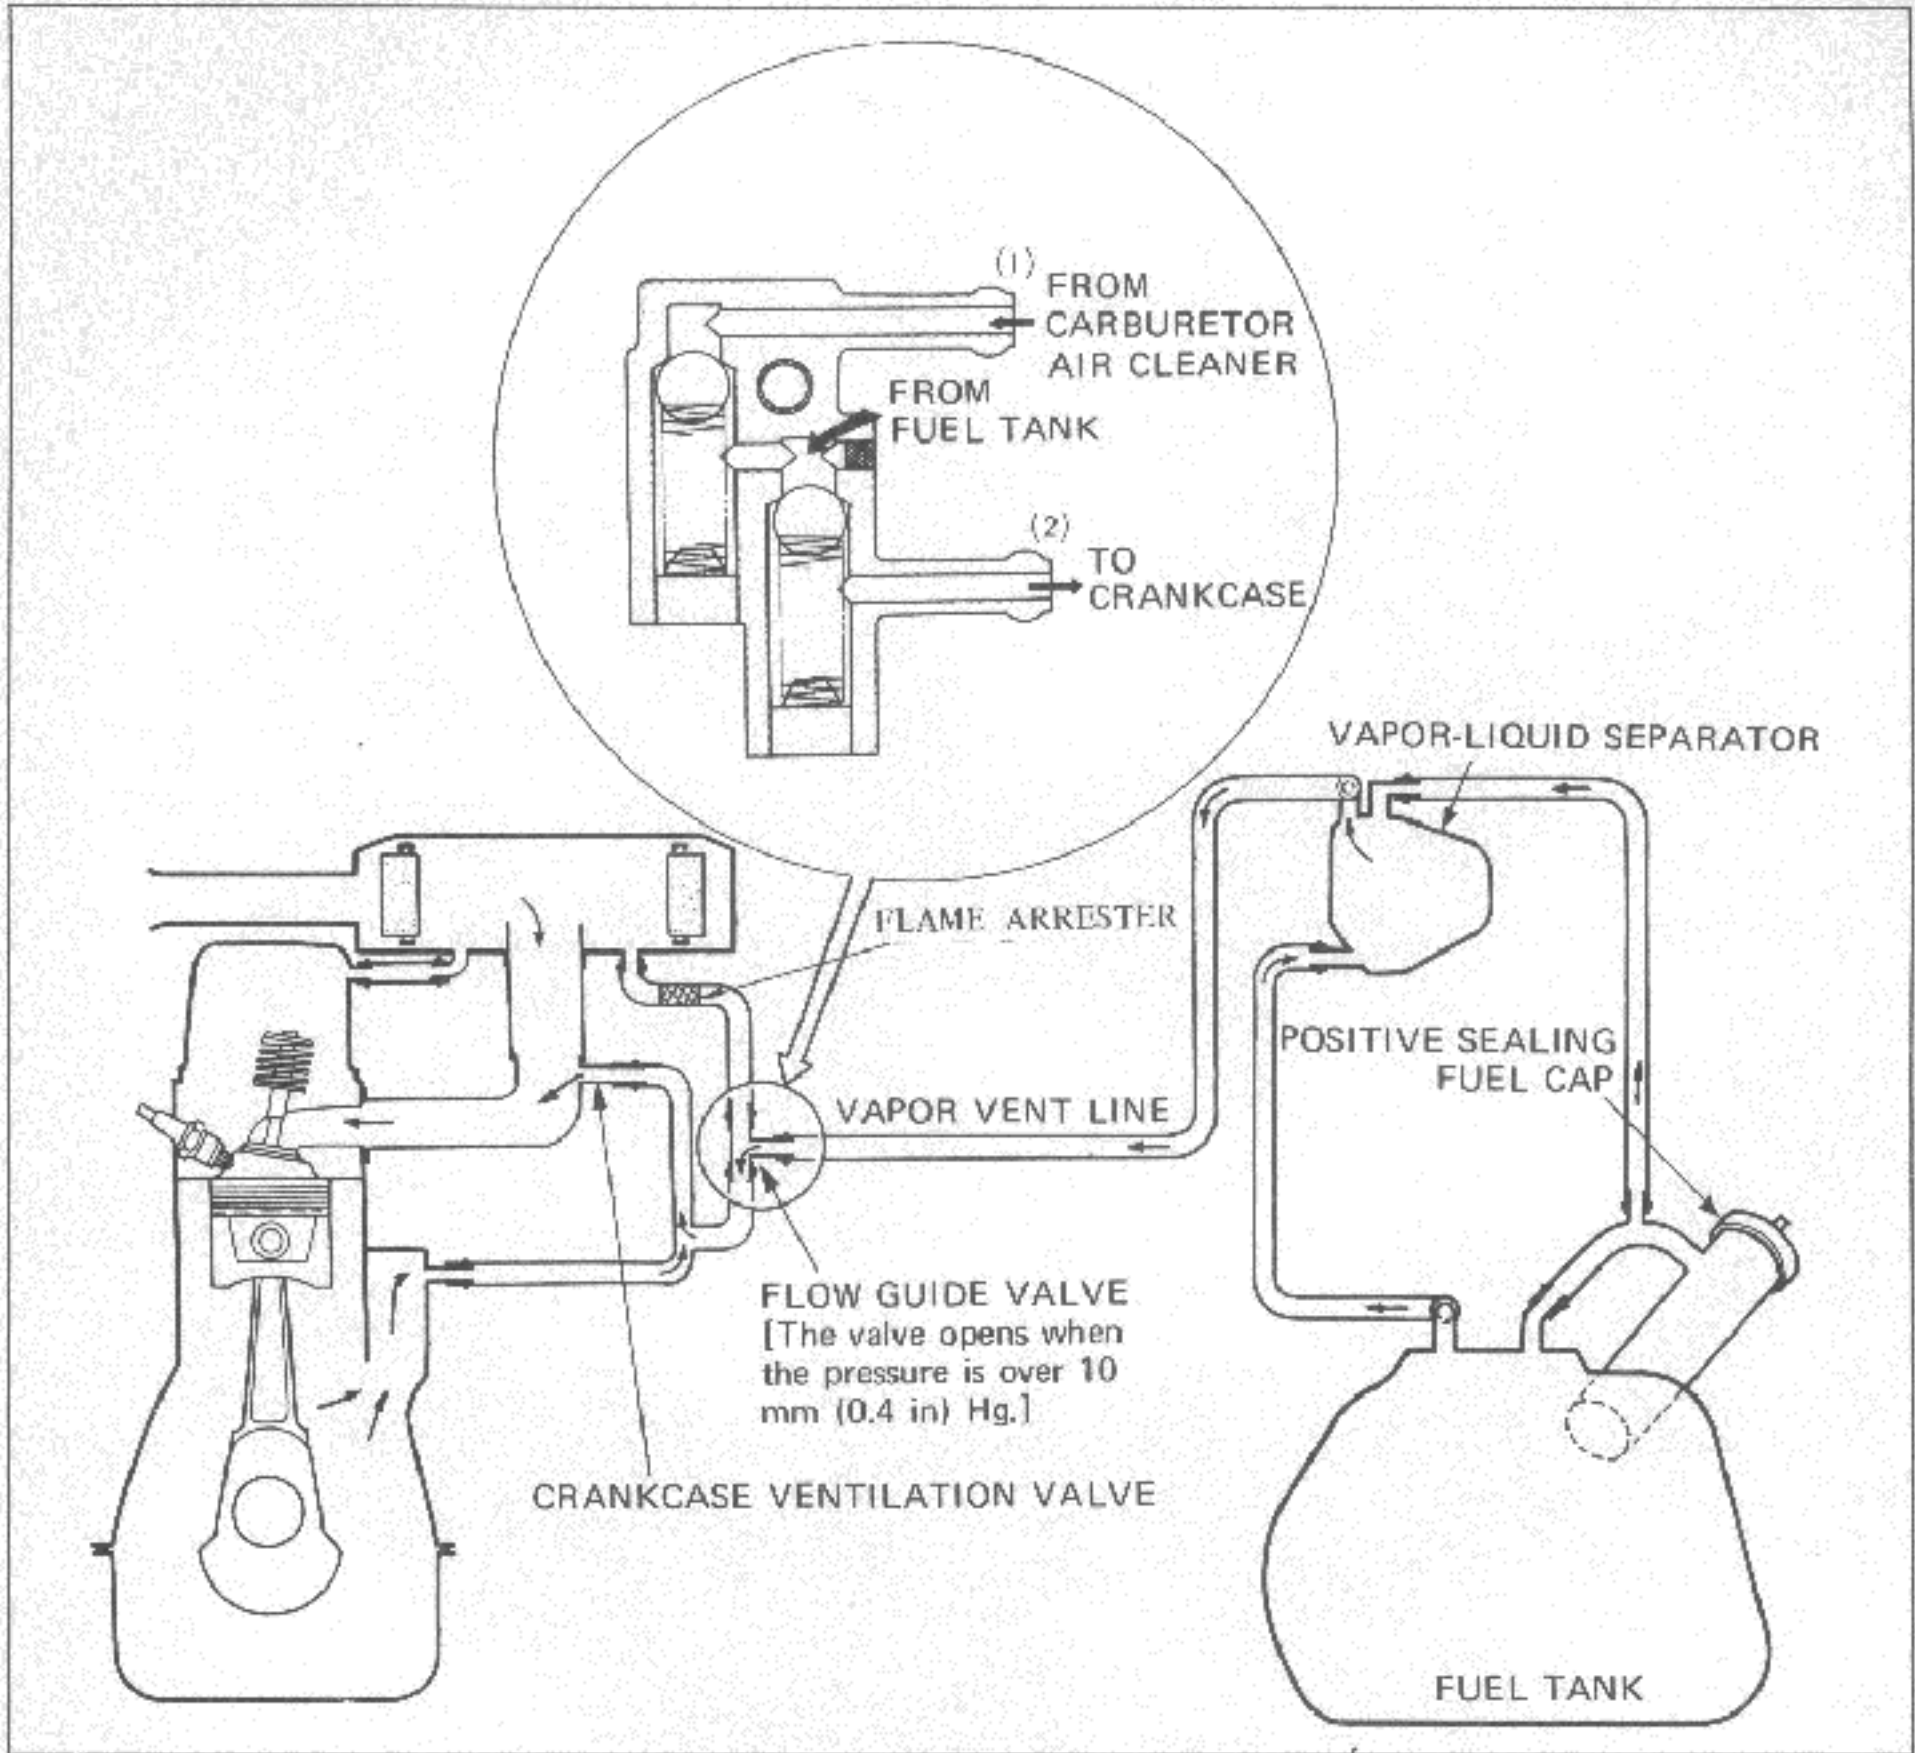 (1)
FROM
CARBURETOR
AIR CLEANER
FROM
FUEL TANK
(2)
TO
CRANKCASE
VAPOR-LIQUID SEPARATOR
FLAME ARRESTER
POSITIVE SEALING
FUEL CAP
VAPOR VENT LINE
FLOW GUIDE VALVE
[The valve opens when
the pressure is over 10
mm (0.4 in) Hg.]
CRANKCASE VENTILATION VALVE
FUEL TANK